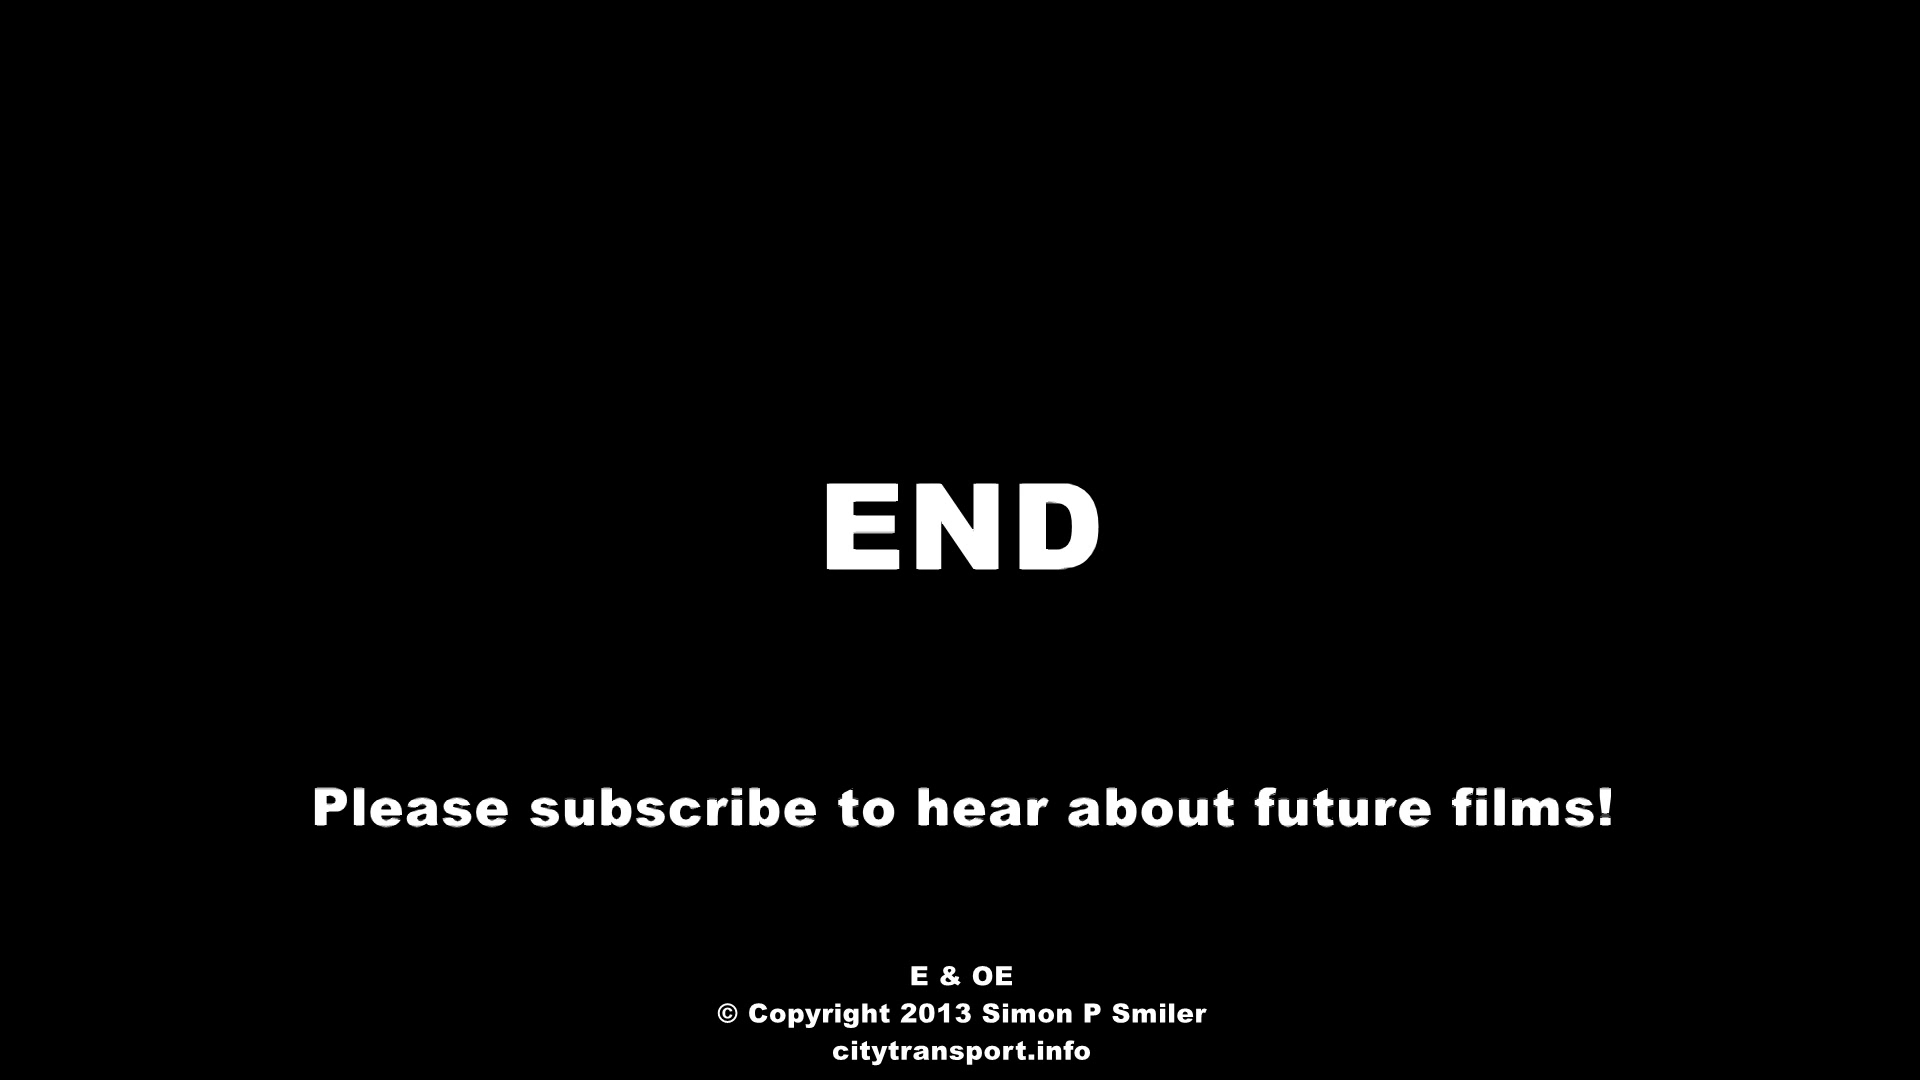 END
Please subscribe to hear about future films!
E & OE
© Copyright 2013 Simon P Smiler
citytransport.info